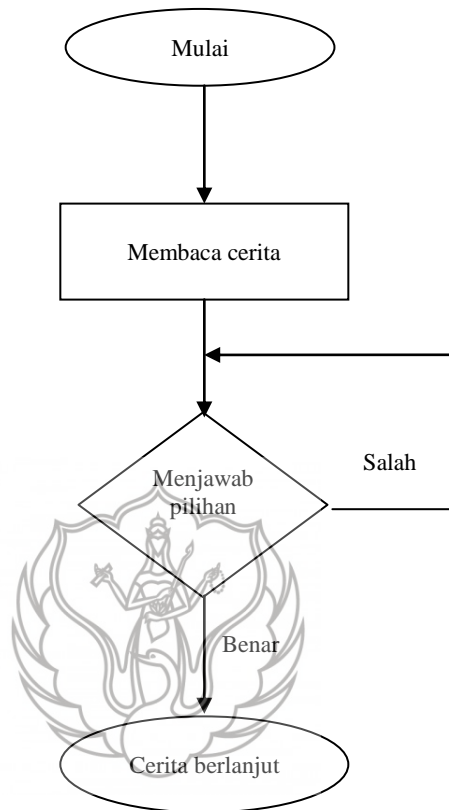 Mulai
Membaca cerita
Menjawab
pilihan
Salah
Benar
Cerita berlanjut